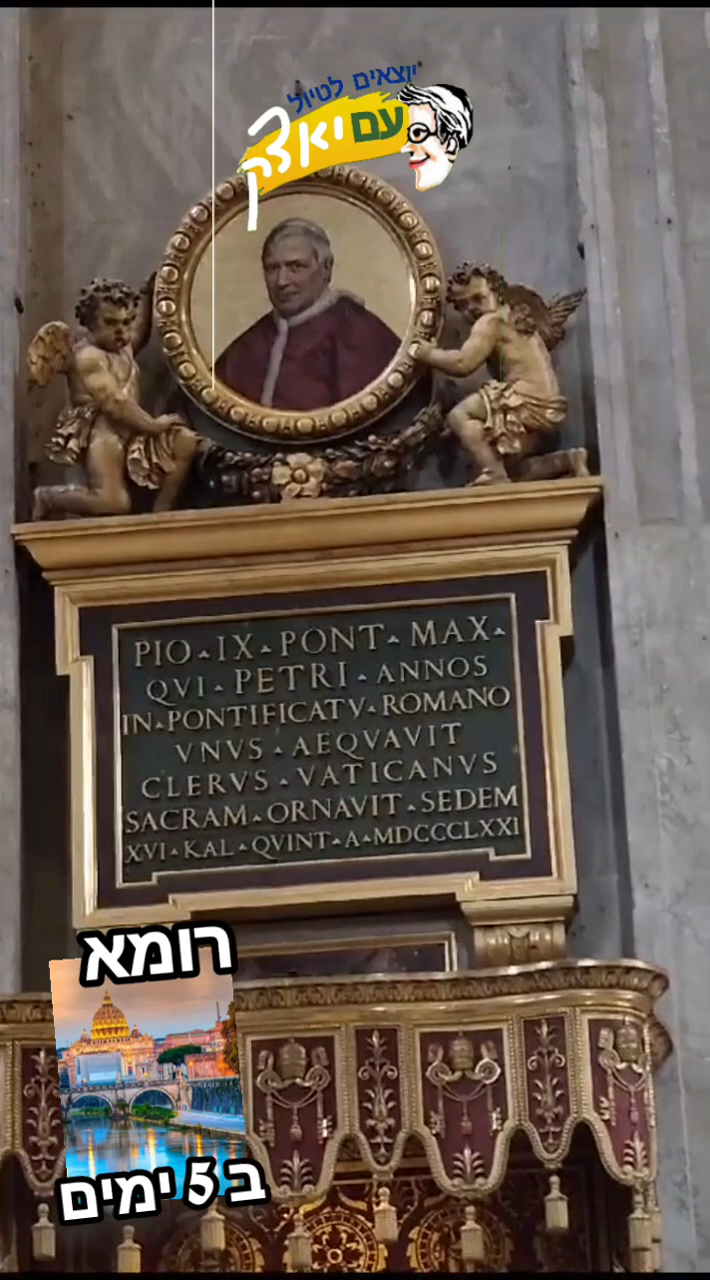 יוצאים לטיול
עם יאצק
PIO▴IX▴PONT▴MAX▴
QVI▴PETRI▴ANNOS
IN▴PONTIFICATV▴ROMANO
VNVS▴AEQVAVIT
CLERVS▴VATICANVS
SACRAM▴ORNAVIT▴SEDEM
XVI▴KAL▴QVINT▴A▴MDCCCLXXI
רומא
ב 5 ימים